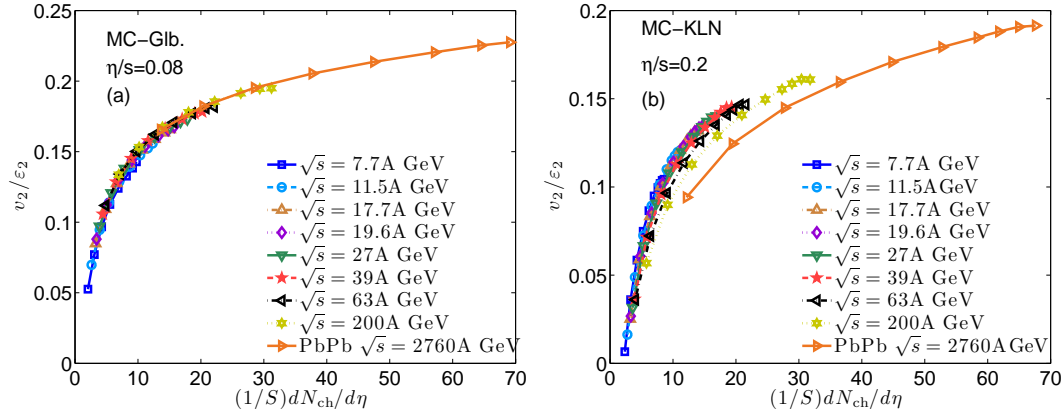 MC−Glb.
η/s=0.08
(a)
v₂/ε₂
0.25
0.20
0.15
0.10
0.05
0
√s = 7.7A GeV
√s = 11.5A GeV
√s = 17.7A GeV
√s = 19.6A GeV
√s = 27A GeV
√s = 39A GeV
√s = 63A GeV
√s = 200A GeV
PbPb √s = 2760A GeV
0 10 20 30 40 50 60 70
(1/S)dN_ch/dη
MC−KLN
η/s=0.2
(b)
v₂/ε₂
0.2
0.15
0.1
0.05
0
√s = 7.7A GeV
√s = 11.5A GeV
√s = 17.7A GeV
√s = 19.6A GeV
√s = 27A GeV
√s = 39A GeV
√s = 63A GeV
√s = 200A GeV
PbPb √s = 2760A GeV
0 10 20 30 40 50 60 70
(1/S)dN_ch/dη